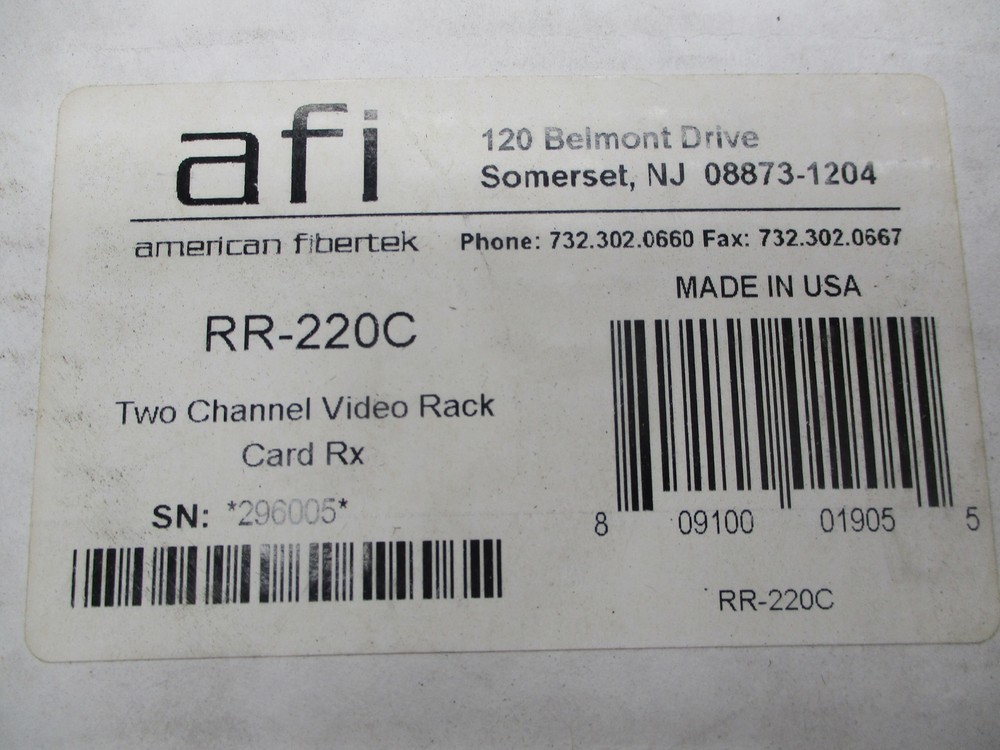 afi
american fibertek
120 Belmont Drive
Somerset, NJ 08873-1204
Phone: 732.302.0660 Fax: 732.302.0667
MADE IN USA
RR-220C
Two Channel Video Rack
Card Rx
SN: *296005*
8 09100 01905 5
RR-220C